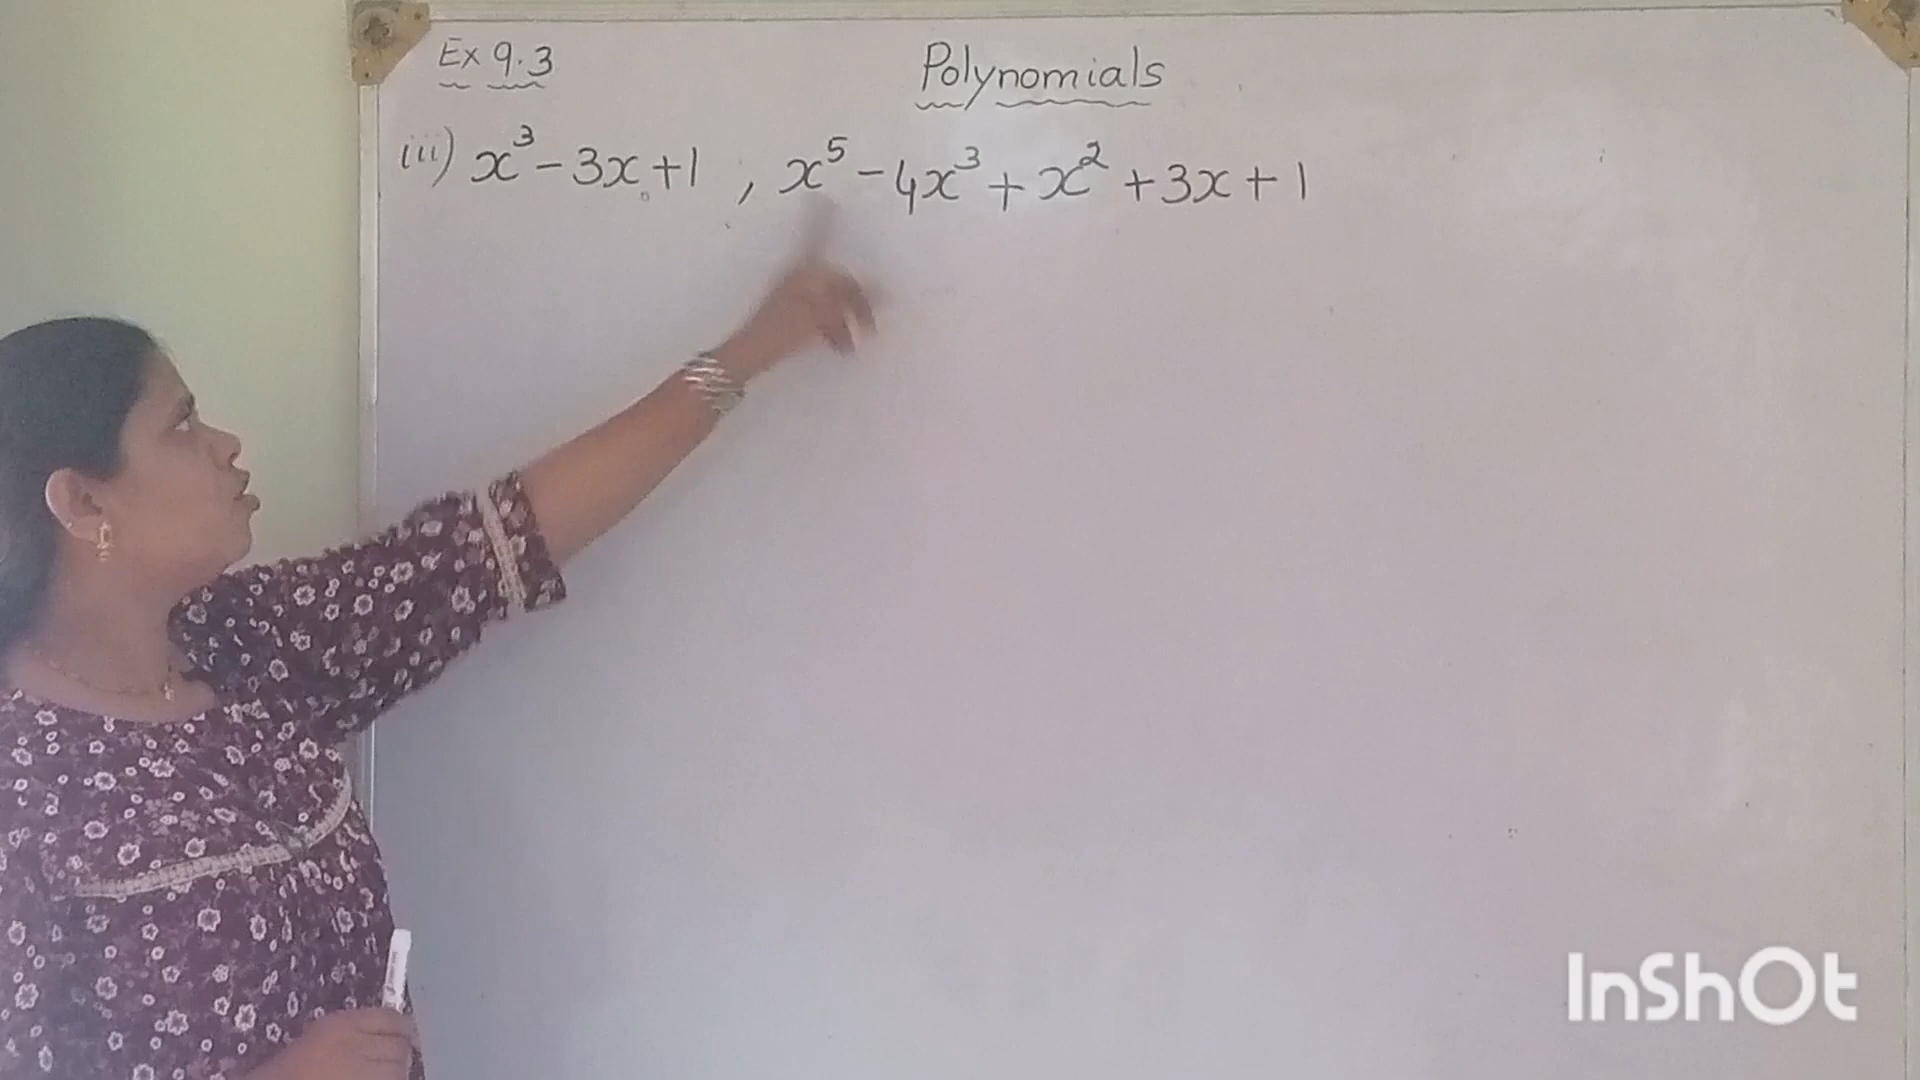 Ex 9.3
Polynomials
(iii) x³ - 3x + 1 , x⁵ - 4x³ + x² + 3x + 1
InShOt